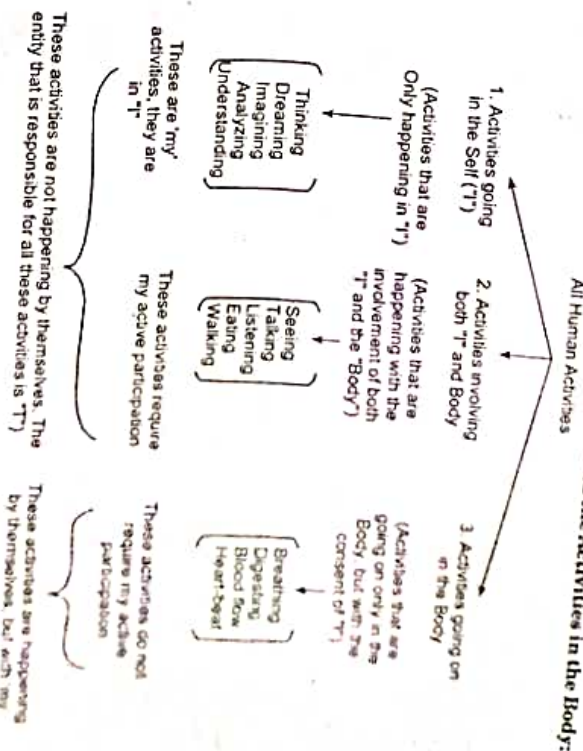 the Activities in the Body:
All Human Activities
1. Activities going
in the Self ("I")
(Activities that are
Only happening in "I")
Thinking
Dreaming
Imagining
Analyzing
Understanding
These are 'my'
activities, they are
in "I"
2. Activities involving
both "I" and Body
(Activities that are
happening with the
involvement of both
"I" and the "Body")
Seeing
Talking
Listening
Eating
Walking
These activities require
my active participation
These activities are not happening by themselves. The
entity that is responsible for all these activities is "I")
3. Activities going on
in the Body
(Activities that are
going on only in the
Body, but with the
consent of "I")
Breathing
Digesting
Blood flow
Heart-beat
These activities do not
require my active
participation
These activities are happening
by themselves, but with my